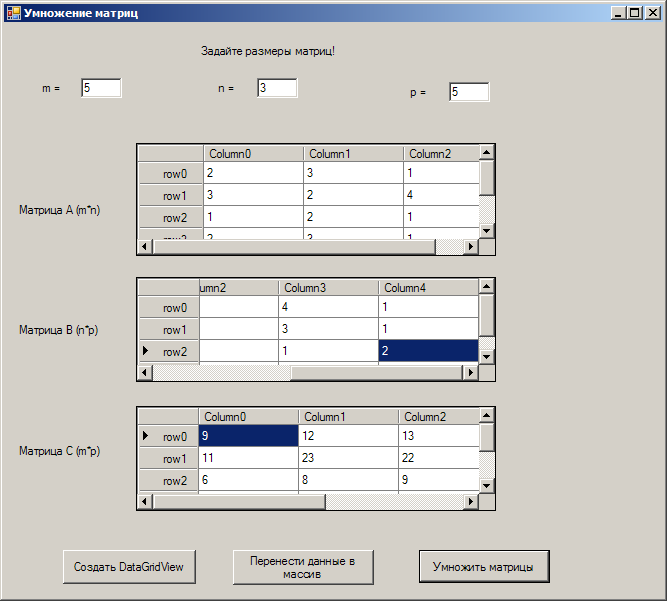 Умножение матриц
Задайте размеры матриц!
m = 5 n = 3 p = 5
Column0 Column1 Column2
row0 2 3 1
row1 3 2 4
Матрица A (m*n)
row2 1 2 1
2 3 1
umn2 Column3 Column4
row0 4 1
Матрица B (n*p)
row1 3 1
row2 1 2
Column0 Column1 Column2
row0 9 12 13
Матрица C (m*p)
row1 11 23 22
row2 6 8 9
Создать DataGridView
Перенести данные в
массив
Умножить матрицы